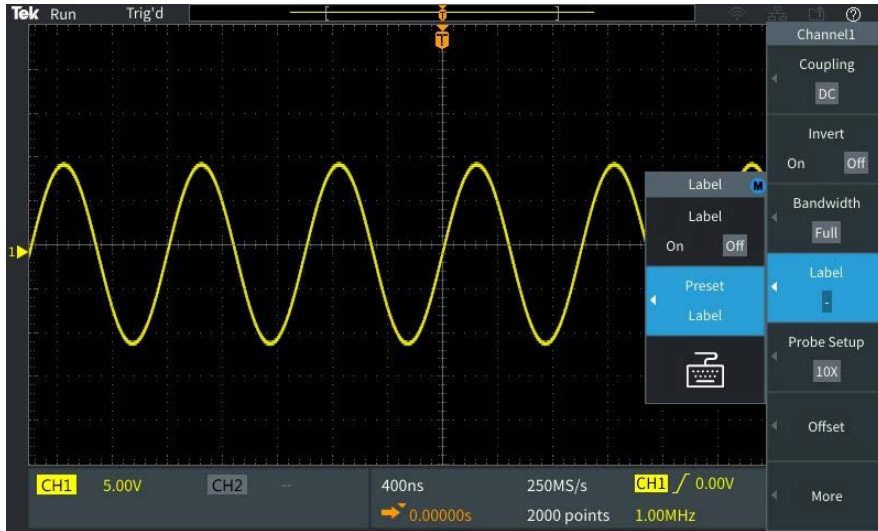 Tek Run Trig'd
T
T
Channel1
Coupling
DC
Invert
On Off
Bandwidth
Full
Label
-
Probe Setup
10X
Offset
More
Label M
Label
On Off
Preset
Label
1
CH1 5.00V CH2 -- 400ns 250MS/s CH1 0.00V
0.00000s 2000 points 1.00MHz